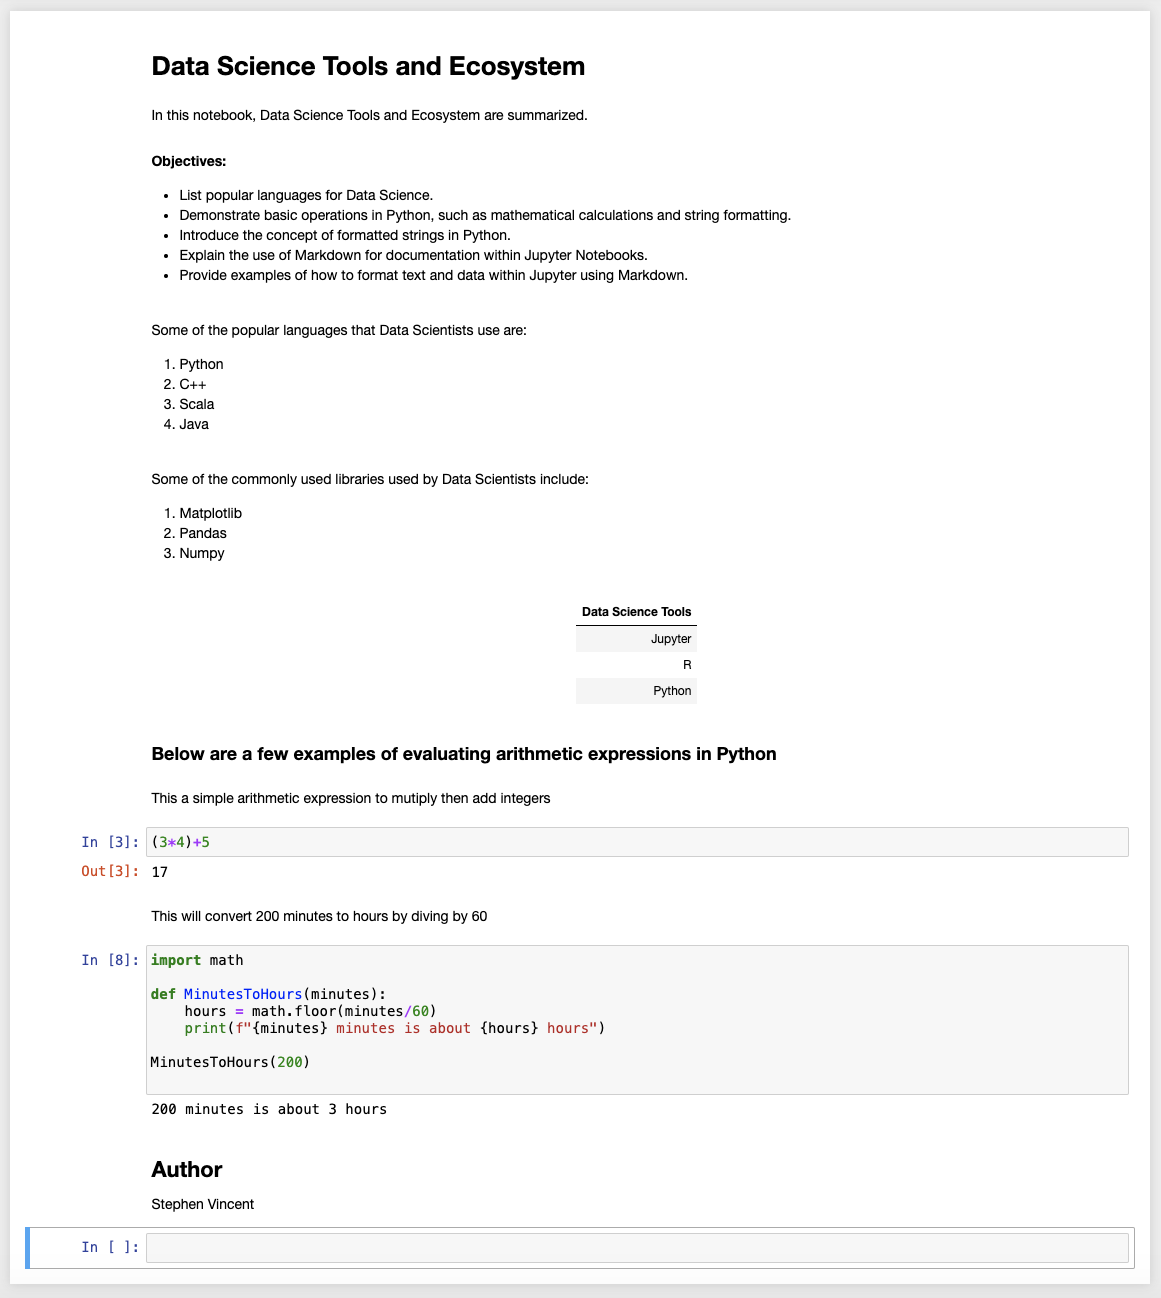 Data Science Tools and Ecosystem
In this notebook, Data Science Tools and Ecosystem are summarized.
Objectives:
• List popular languages for Data Science.
• Demonstrate basic operations in Python, such as mathematical calculations and string formatting.
• Introduce the concept of formatted strings in Python.
• Explain the use of Markdown for documentation within Jupyter Notebooks.
• Provide examples of how to format text and data within Jupyter using Markdown.
Some of the popular languages that Data Scientists use are:
1. Python
2. C++
3. Scala
4. Java
Some of the commonly used libraries used by Data Scientists include:
1. Matplotlib
2. Pandas
3. Numpy
Data Science Tools
Jupyter
R
Python
Below are a few examples of evaluating arithmetic expressions in Python
This a simple arithmetic expression to mutiply then add integers
In [3]: (3*4)+5
Out[3]: 17
This will convert 200 minutes to hours by diving by 60
In [8]: import math
def MinutesToHours(minutes):
    hours = math.floor(minutes/60)
    print(f"{minutes} minutes is about {hours} hours")
MinutesToHours(200)
200 minutes is about 3 hours
Author
Stephen Vincent
In [ ]: